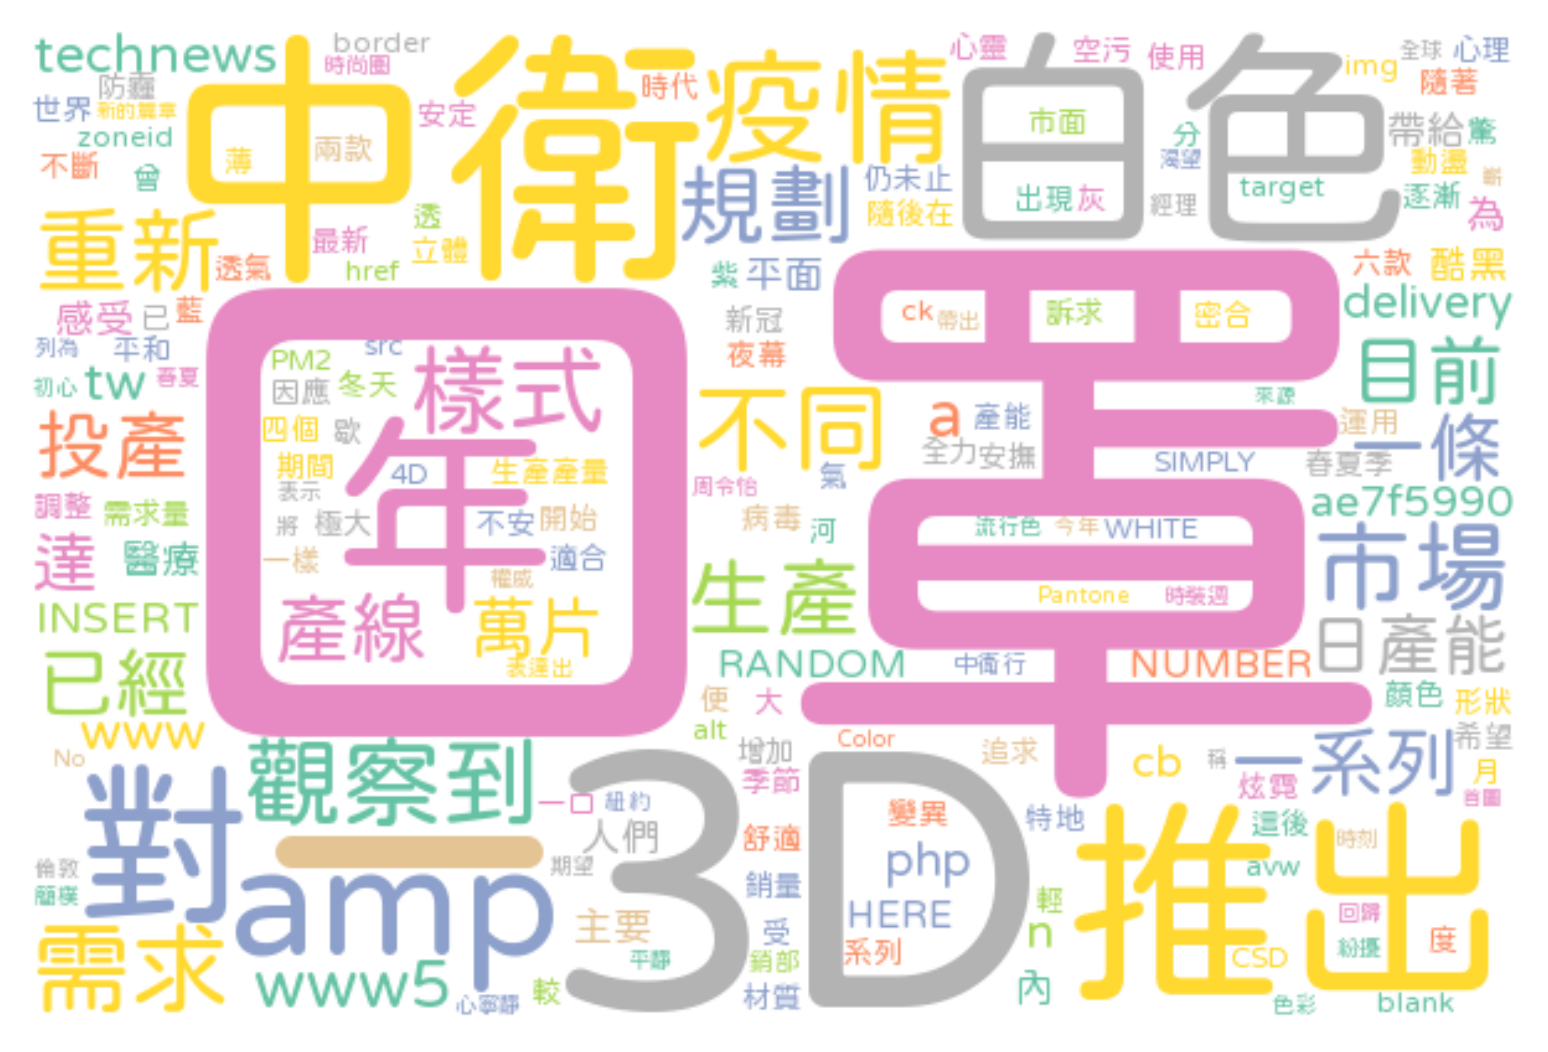 technews
border
時尚圈
防霾
世界
新的篇章
zoneid
不斷
曾
中衛
薄
兩款
安定
時代
疫情
心靈
空污
使用
白色
市面
出現
灰
分
渴望
經理
target
img
全球
心理
隨著
帶給
驚
動盪
嶄
逐漸
為
重新
透氣
最新
透
立體
href
規劃
仍未止
隨後在
紫
平面
六款
酷黑
delivery
感受
已
藍
列為
平和
初心
tw
春夏
投產
調整
需求量
達
醫療
INSERT
已經
www
No
口罩
PM2
src
因應
冬天
樣式
四個
歇
年
期間
4D
生產產量
表示
將
極大
不安
開始
一樣
權威
適合
產線
萬片
表達出
新冠
夜幕
不同
周令怡
氣
病毒
河
生產
RANDOM
便
大
alt
增加
季節
ck
帶出
訴求
密合
a
產能
全力
安撫
來源
運用
SIMPLY
春夏季
流行色
今年
WHITE
Pantone
時裝週
中衛行
NUMBER
目前
一條
ae7f5990
市場
日產能
顏色
形狀
希望
Color
追求
cb
稱
一系列
炫霓
月
首圖
對
觀察到
一
一口
紐約
人們
期望
倫敦
簡樸
amp
需求
www5
心寧靜
較
主要
平靜
3D
舒適
銷量
受
銷部
材質
變異
php
HERE
系列
特地
輕
n
內
推出
這後
avw
CSD
色彩
時刻
回歸
紛擾
度
blank